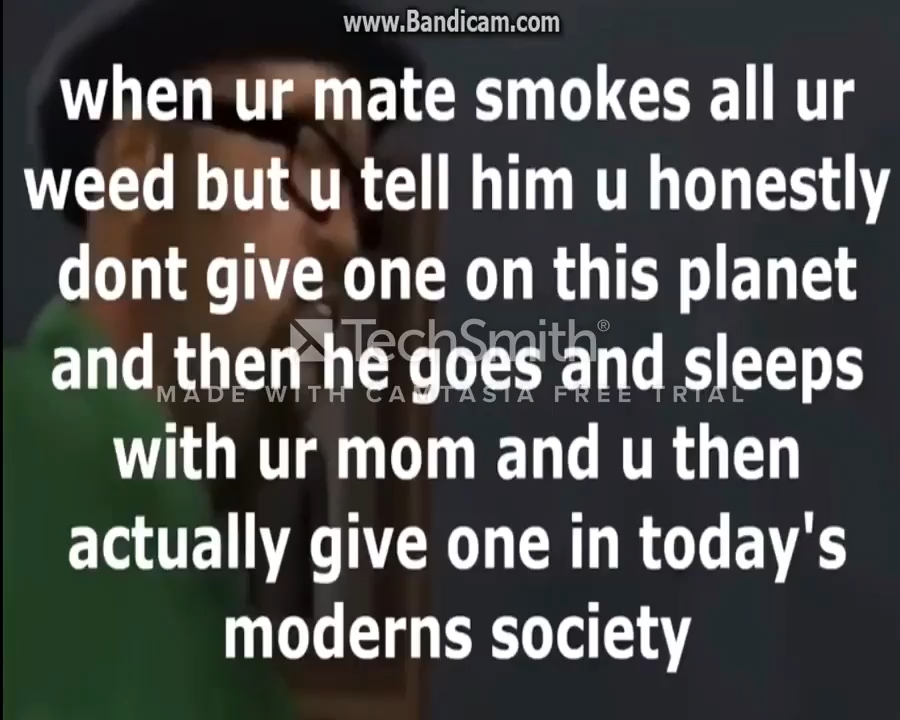 www.Bandicam.com
when ur mate smokes all ur
weed but u tell him u honestly
dont give one on this planet
and then he goes and sleeps
TechSmith®
MADE WITH CAMTASIA FREE TRIAL
with ur mom and u then
actually give one in today's
moderns society